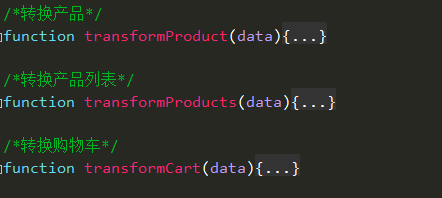 /*转换产品*/
function transformProduct(data){...}
/*转换产品列表*/
function transformProducts(data){...}
/*转换购物车*/
function transformCart(data){...}